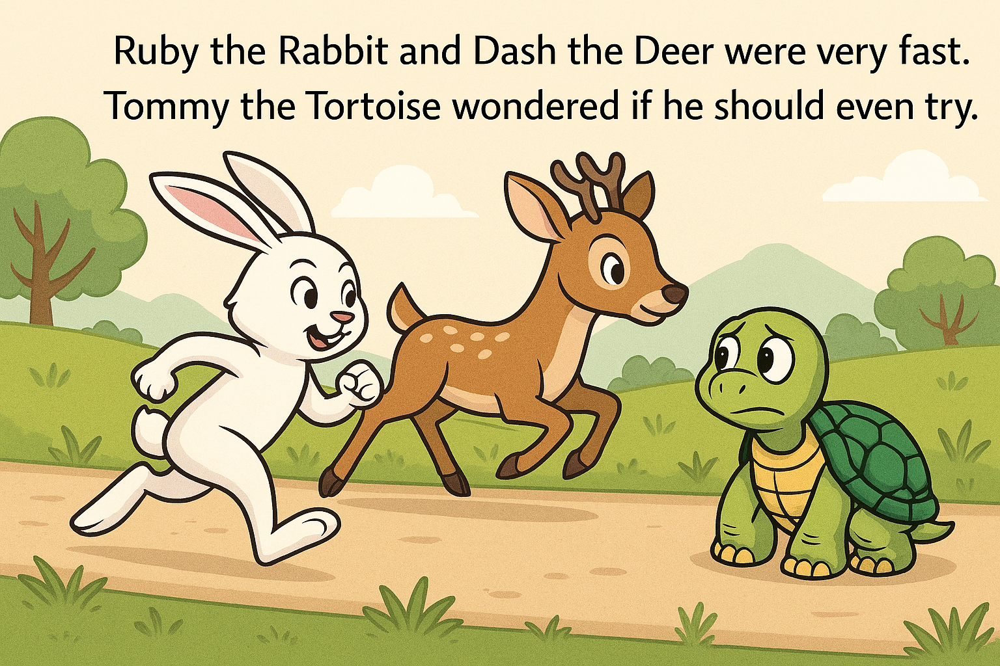 Ruby the Rabbit and Dash the Deer were very fast.
Tommy the Tortoise wondered if he should even try.